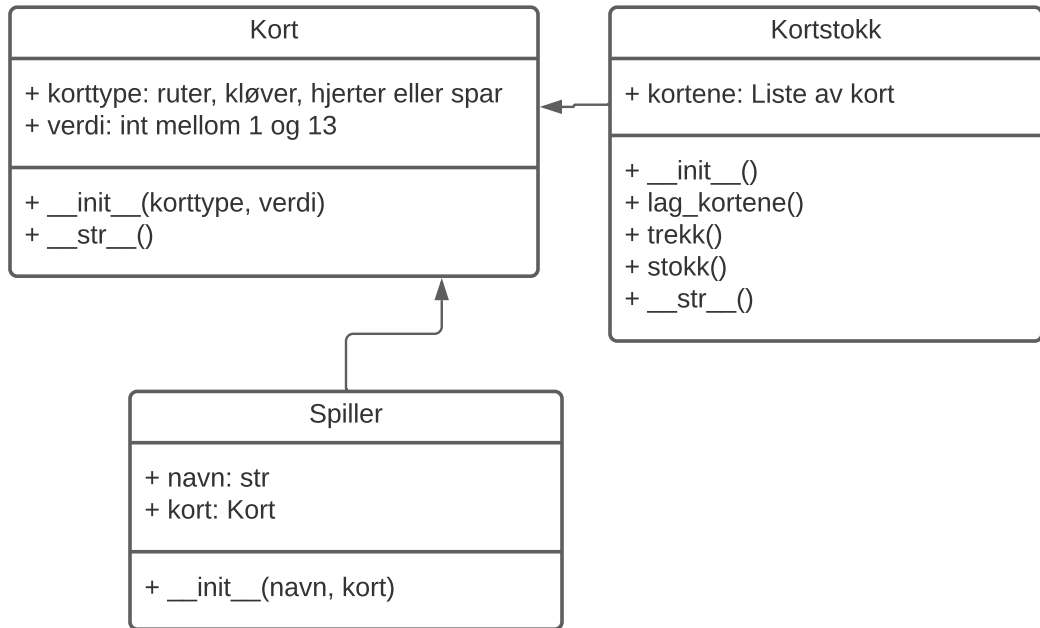 Kort
+ korttype: ruter, kløver, hjerter eller spar
+ verdi: int mellom 1 og 13
+ __init__(korttype, verdi)
+ __str__()
Kortstokk
+ kortene: Liste av kort
+ __init__()
+ lag_kortene()
+ trekk()
+ stokk()
+ __str__()
Spiller
+ navn: str
+ kort: Kort
+ __init__(navn, kort)